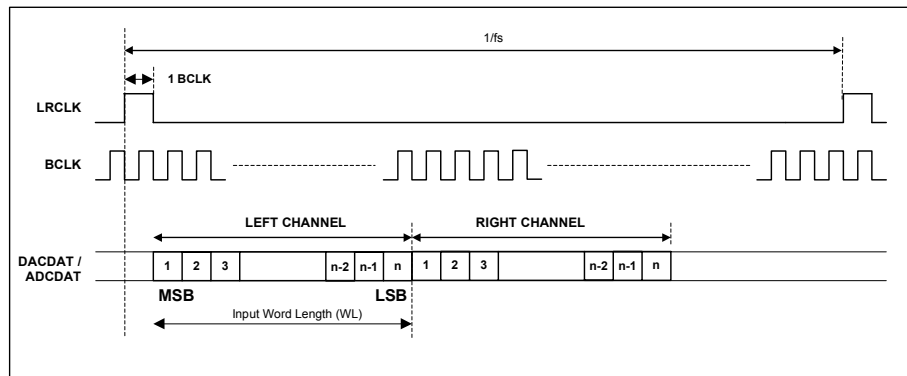 1/fs
1 BCLK
LRCLK
BCLK
LEFT CHANNEL RIGHT CHANNEL
DACDAT /
ADCDAT
1 2 3 n-2 n-1 n 1 2 3 n-2 n-1 n
MSB LSB
Input Word Length (WL)